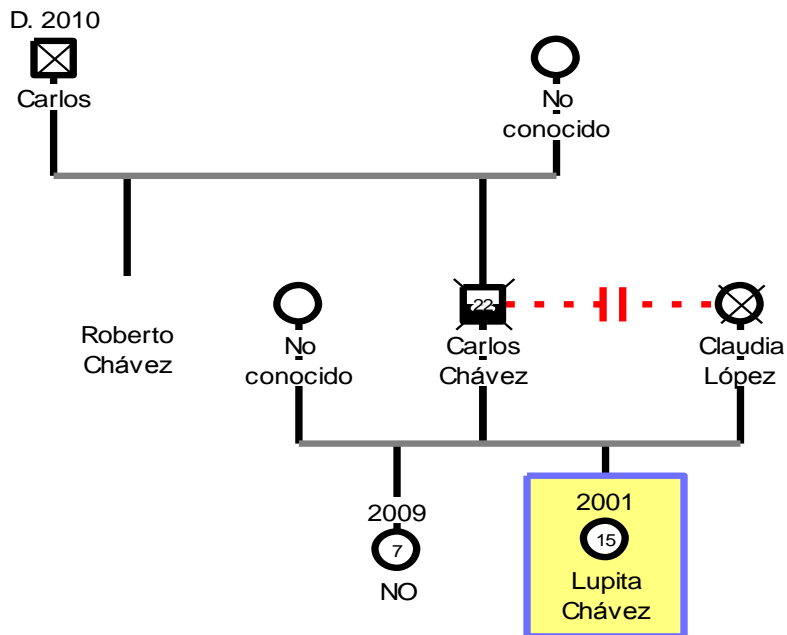 D. 2010
Carlos
No
conocido
Roberto
Chávez
No
conocido
22
Carlos
Chávez
Claudia
López
2009
7
NO
2001
15
Lupita
Chávez